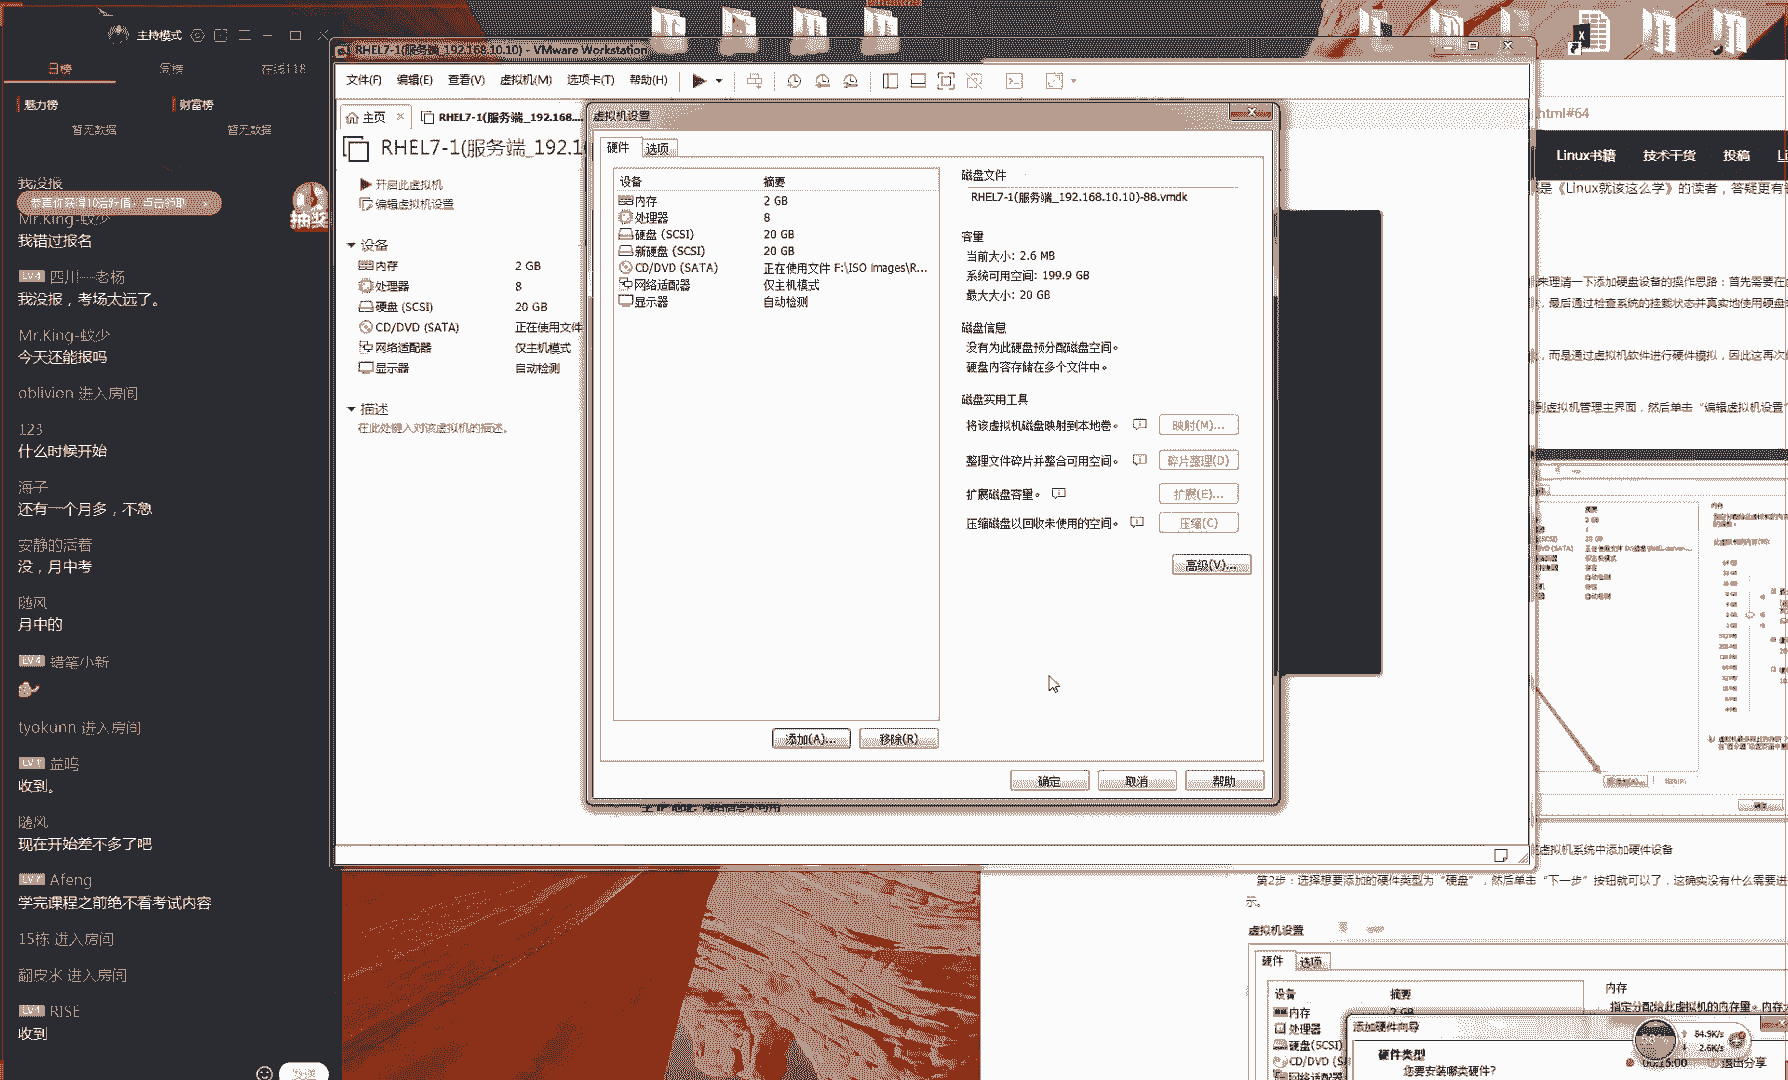 主持模式
日榜
周榜
在线118
魅力榜
财富榜
暂无数据
暂无数据
我没报
抽奖
Mr.King-蚊少
我错过报名
LV4 四川一老杨
我没报，考场太远了。
Mr.King-蚊少
今天还能报吗
oblivion 进入房间
123
什么时候开始
海子
还有一个月多，不急
安静的活着
没，月中考
随风
月中的
LV4 蜡笔小新
tyokunn 进入房间
LV1 益鸣
收到。
随风
现在开始差不多了吧
LV7 Afeng
学完课程之前绝不看考试内容
15栋 进入房间
翻皮水 进入房间
LV1 RISE
收到
发送
RHEL7-1(服务端_192.168.10.10) - VMware Workstation
文件(F) 编辑(E) 查看(V) 虚拟机(M) 选项卡(T) 帮助(H)
主页
RHEL7-1(服务端_192.168....
RHEL7-1(服务端_192.1
开启此虚拟机
编辑虚拟机设置
设备
内存 2 GB
处理器 8
硬盘 (SCSI) 20 GB
CD/DVD (SATA) 正在使用文件
网络适配器 仅主机模式
显示器 自动检测
描述
在此处键入对该虚拟机的描述。
虚拟机设置
硬件 选项
设备 摘要
内存 2 GB
处理器 8
硬盘 (SCSI) 20 GB
新硬盘 (SCSI) 20 GB
CD/DVD (SATA) 正在使用文件 F:\ISO images\R...
网络适配器 仅主机模式
显示器 自动检测
添加(A)... 移除(R)
磁盘文件
RHEL7-1(服务端_192.168.10.10)-88.vmdk
容量
当前大小: 2.6 MB
系统可用空间: 199.9 GB
最大大小: 20 GB
磁盘信息
没有为此硬盘预分配磁盘空间。
硬盘内容存储在多个文件中。
磁盘实用工具
将该虚拟机磁盘映射到本地卷。 映射(M)...
整理文件碎片并整合可用空间。 碎片整理(D)
扩展磁盘容量。 扩展(E)...
压缩磁盘以回收未使用的空间。 压缩(C)
高级(V)...
确定 取消 帮助
html#64
Linux书籍 技术干货 投稿
是《Linux就该这么学》的读者，答疑更有
来理清一下添加硬盘设备的操作思路：首先需要在
，最后通过检查系统的挂载状态并真实地使用硬盘
，而是通过虚拟机软件进行硬件模拟，因此这再次
到虚拟机管理主界面，然后单击“编辑虚拟机设置”
虚拟机系统中添加硬件设备
第2步：选择想要添加的硬件类型为“硬盘”，然后单击“下一步”按钮就可以了，这确实没有什么需要进
示。
虚拟机设置
硬件 选项
设备 摘要
内存 2 GB
处理器
硬盘(SCSI)
CD/DVD (S
网络适配器
内存
指定分配给此虚拟机的内存量。内存
添加硬件向导
硬件类型
您要安装哪类硬件?
58%
54.9K/s
2.6K/s
00:15:00 退出分享